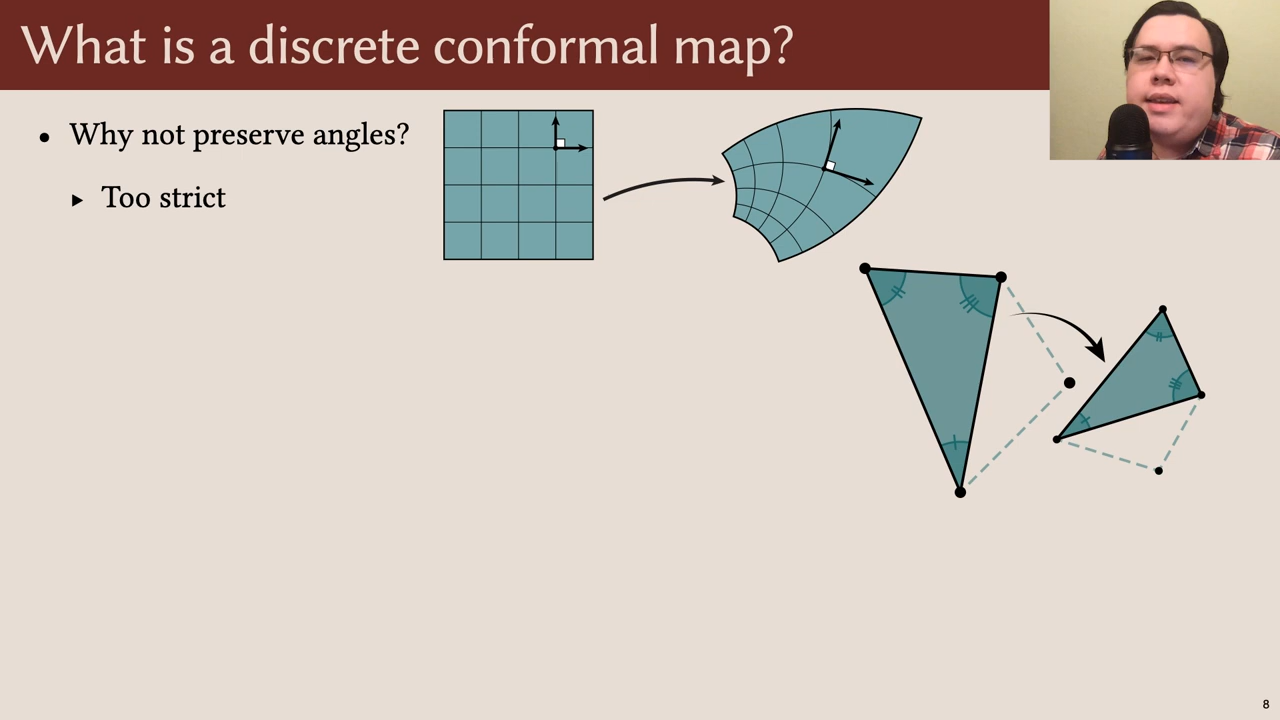 What is a discrete conformal map?
• Why not preserve angles?
▸ Too strict
8